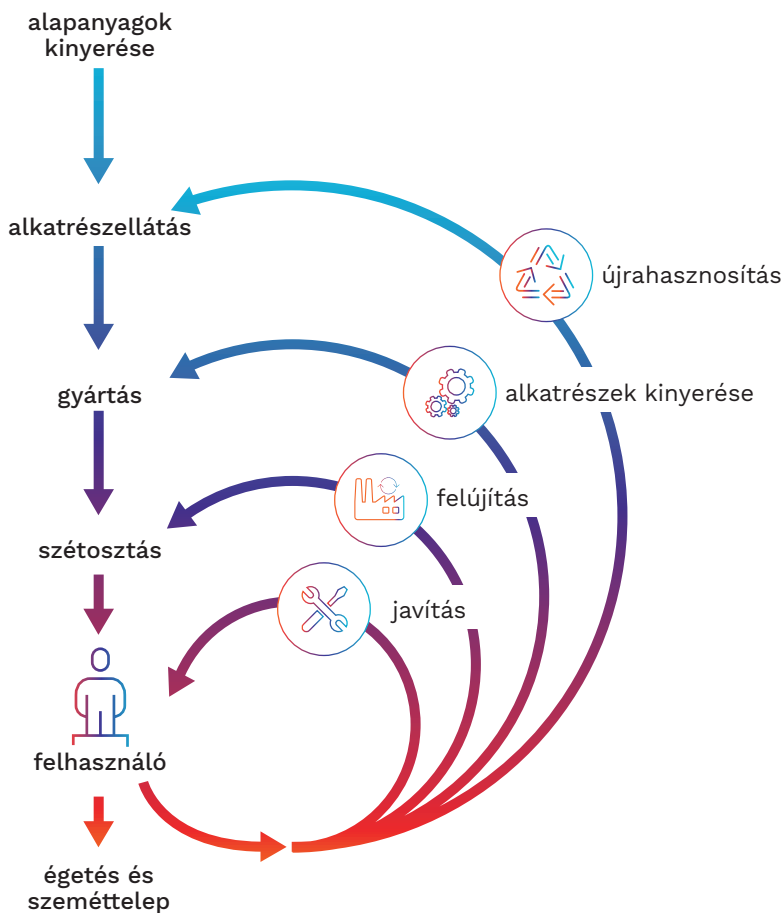 alapanyagok
kinyerése
alkatrészellátás
újrahasznosítás
gyártás
alkatrészek kinyerése
felújítás
szétosztás
javítás
felhasználó
égetés és
szeméttelep